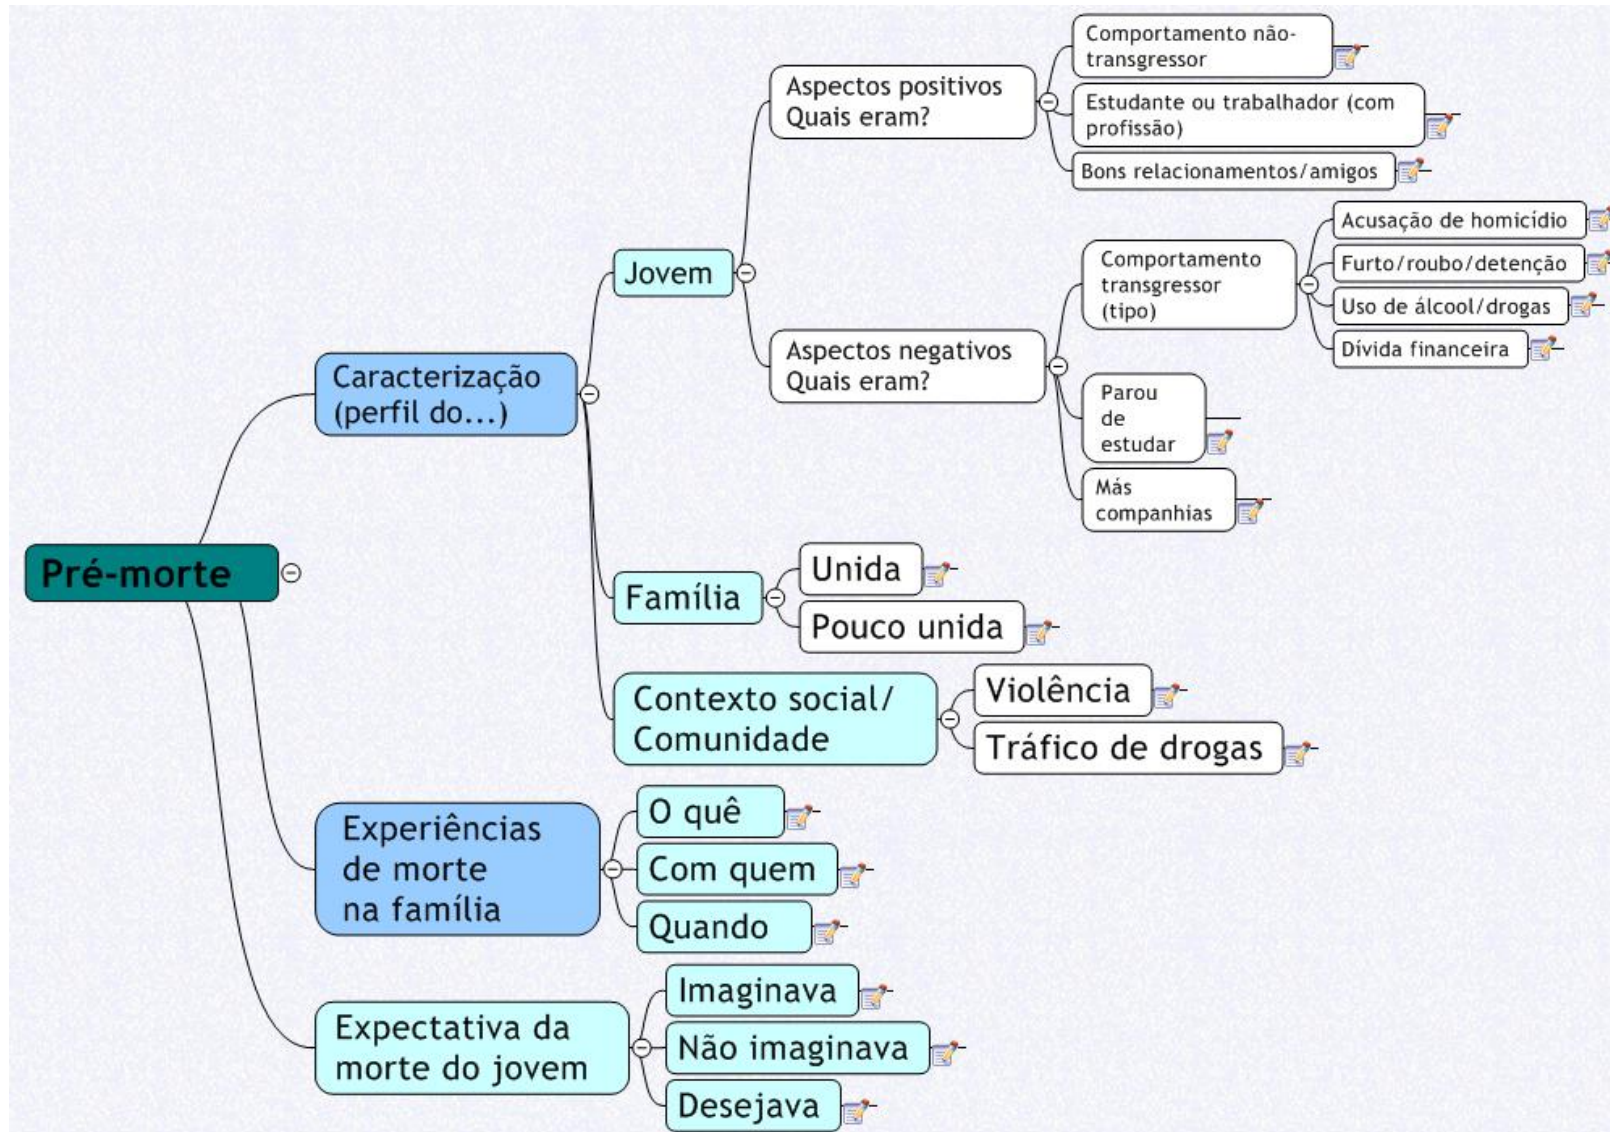 Pré-morte
Caracterização
(perfil do...)
Jovem
Aspectos positivos
Quais eram?
Comportamento não-
transgressor
Estudante ou trabalhador (com
profissão)
Bons relacionamentos/amigos
Aspectos negativos
Quais eram?
Comportamento
transgressor
(tipo)
Acusação de homicídio
Furto/roubo/detenção
Uso de álcool/drogas
Dívida financeira
Parou
de
estudar
Más
companhias
Família
Unida
Pouco unida
Contexto social/
Comunidade
Violência
Tráfico de drogas
Experiências
de morte
na família
O quê
Com quem
Quando
Expectativa da
morte do jovem
Imaginava
Não imaginava
Desejava